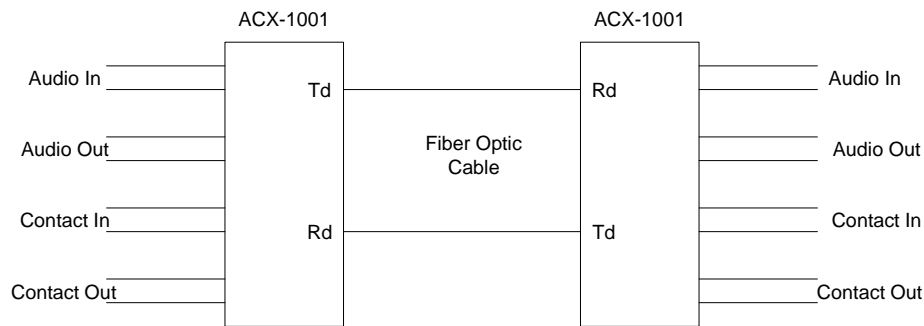 ACX-1001
ACX-1001
Audio In
Td
Rd
Audio In
Audio Out
Fiber Optic
Cable
Audio Out
Contact In
Rd
Td
Contact In
Contact Out
Contact Out